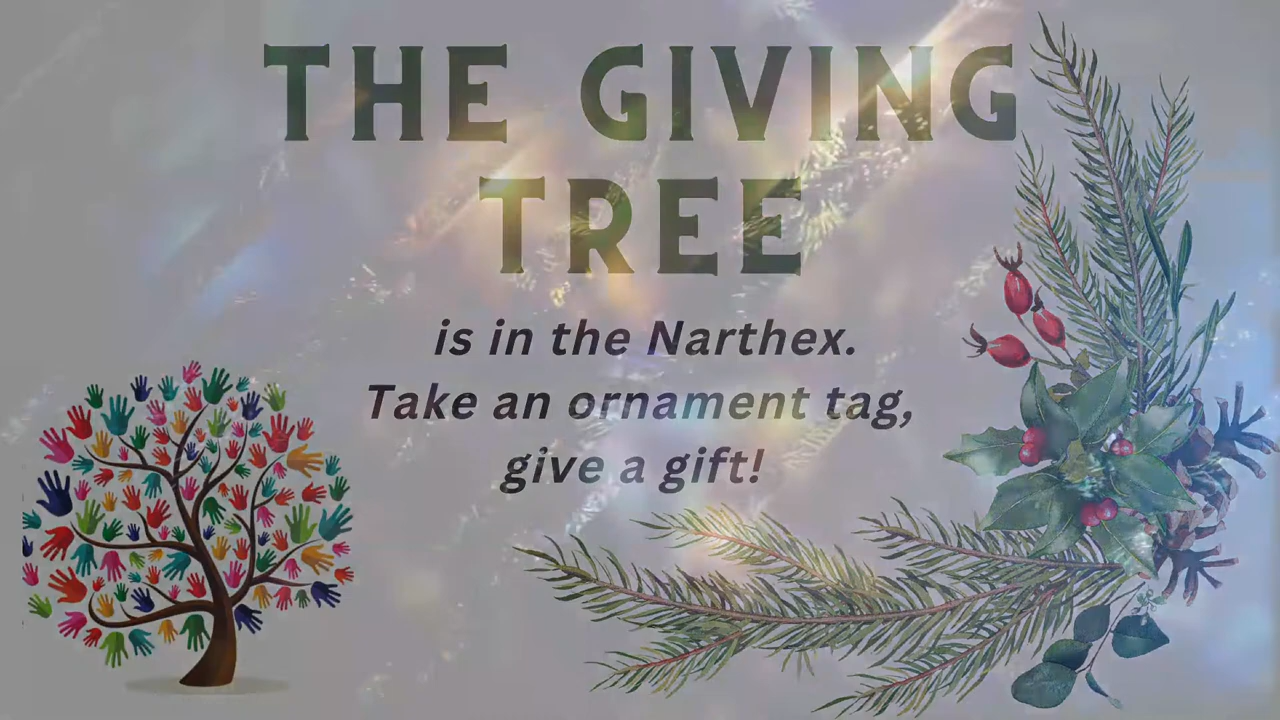 THE GIVING
TREE
is in the Narthex.
Take an ornament tag,
give a gift!